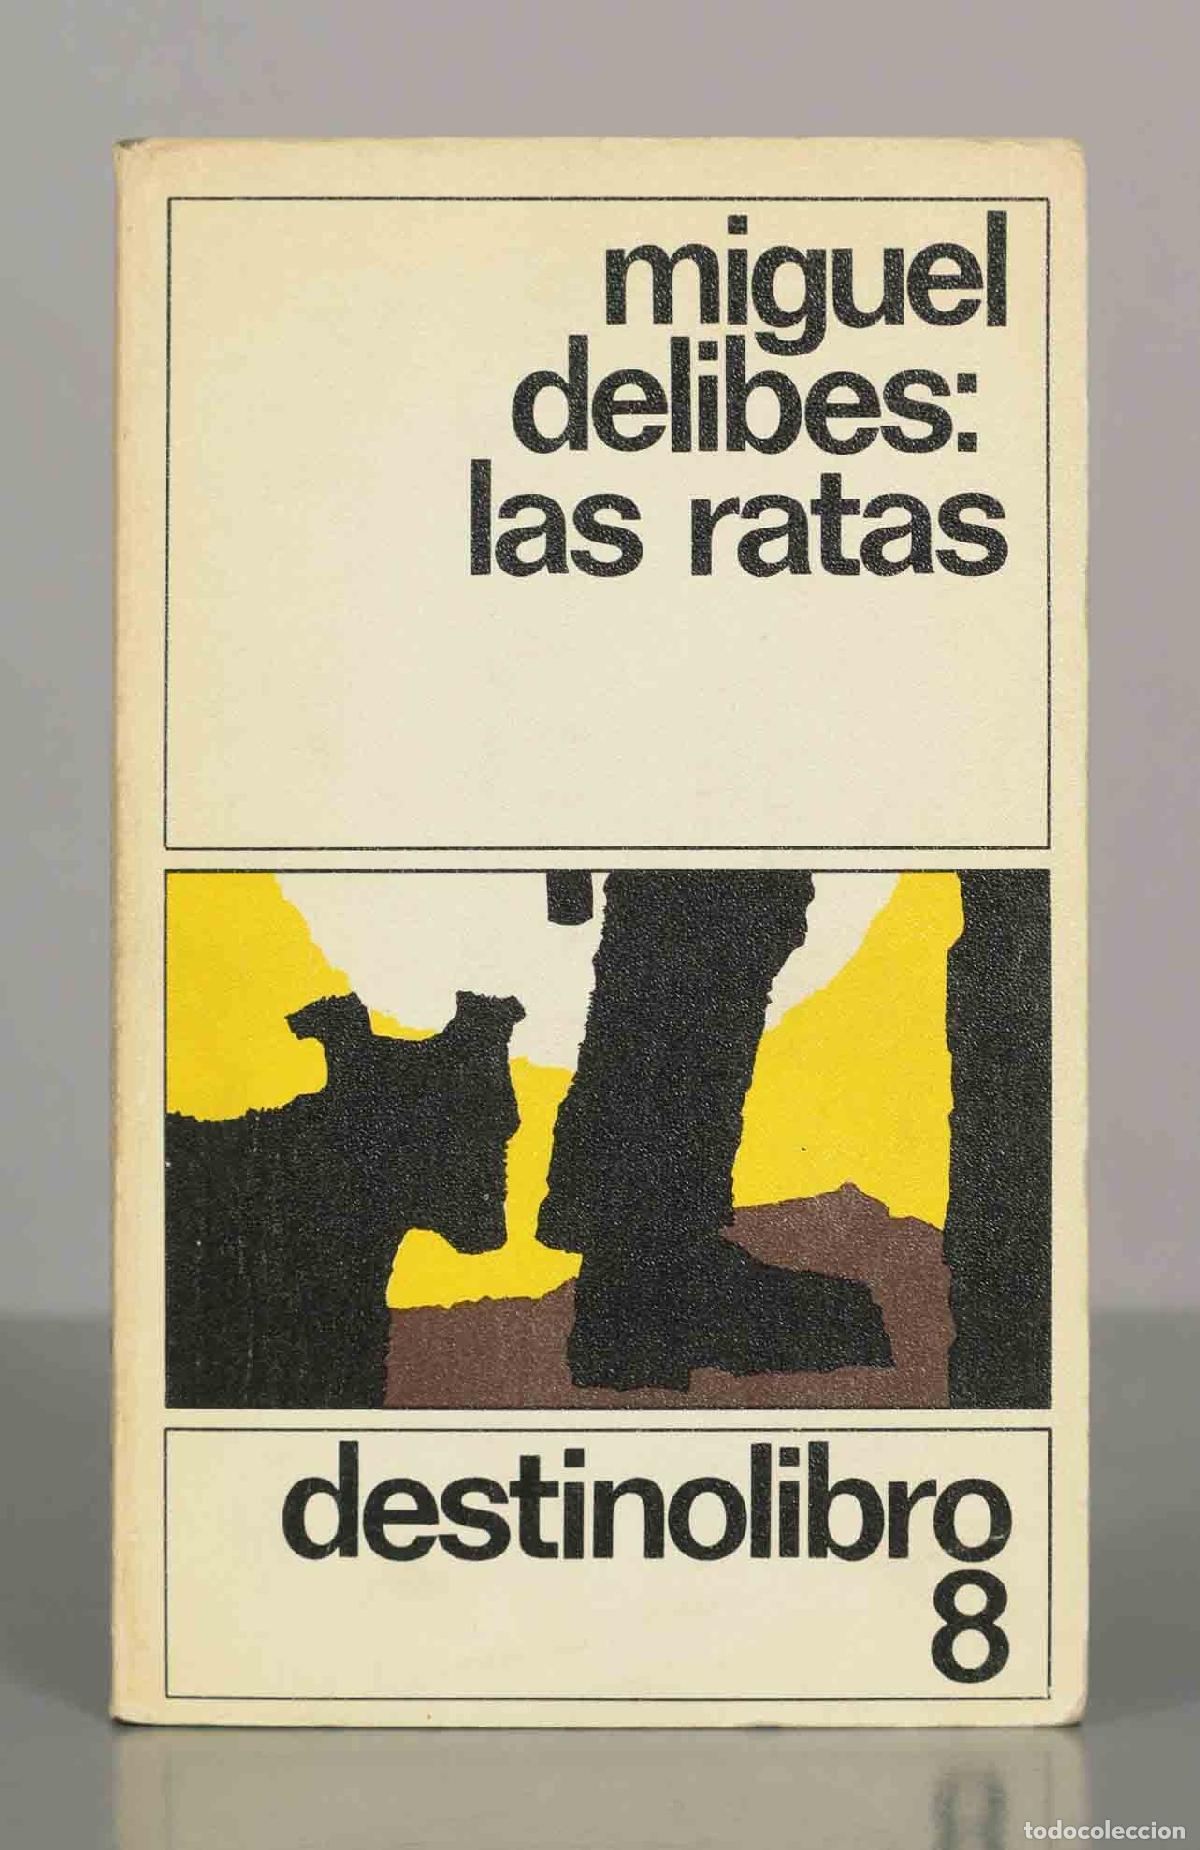 miguel
delibes:
las ratas
destinolibro
8
todocoleccion